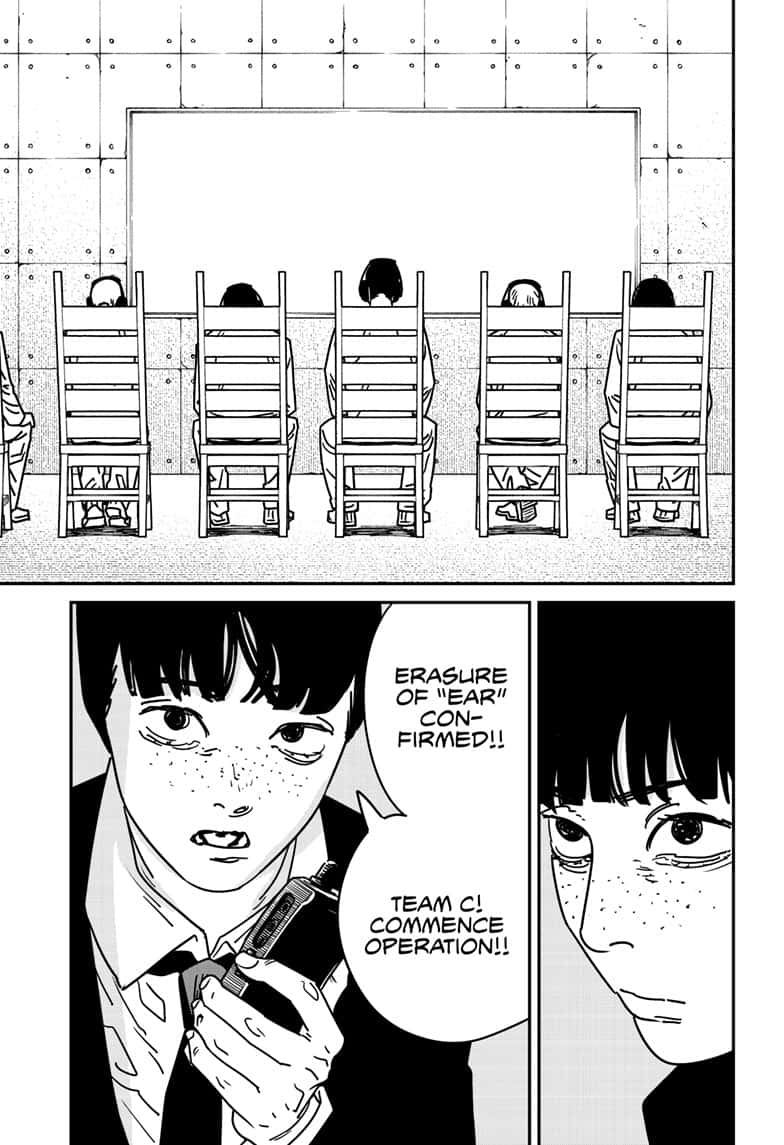 ERASURE
OF "EAR"
CON-
FIRMED!!
TEAM C!
COMMENCE
OPERATION!!